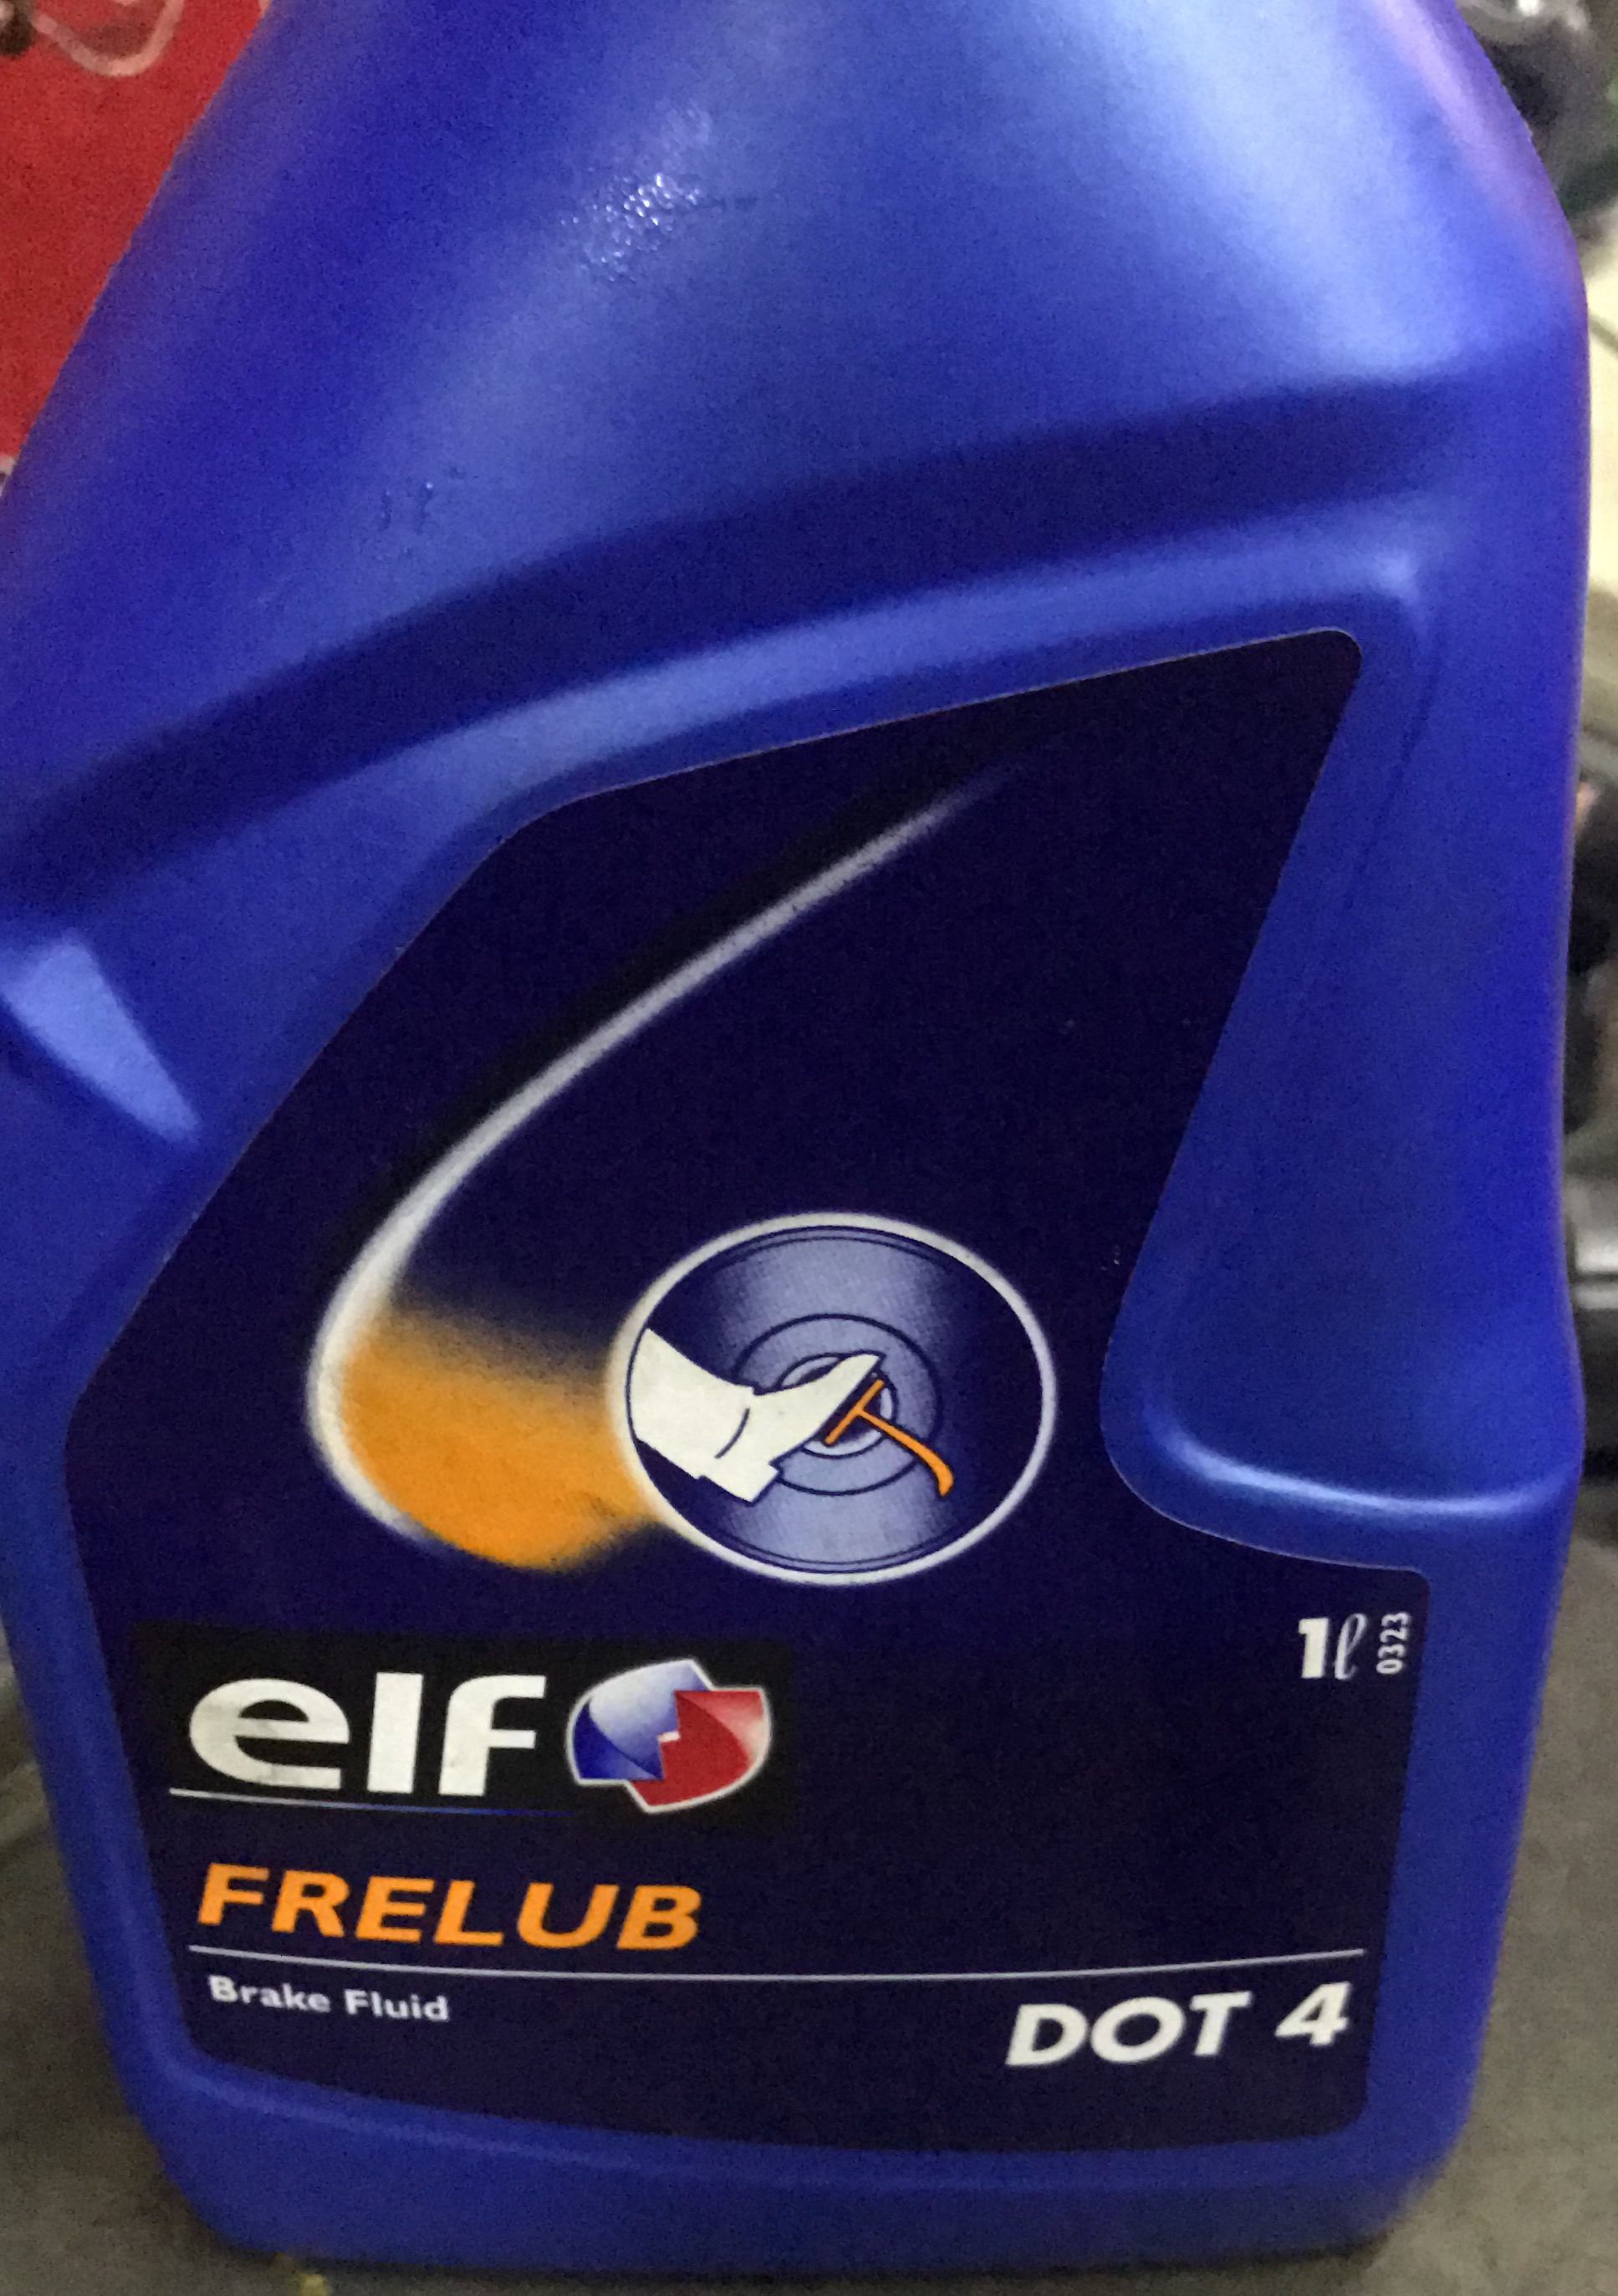 1ℓ 0323
elf
FRELUB
Brake Fluid
DOT 4